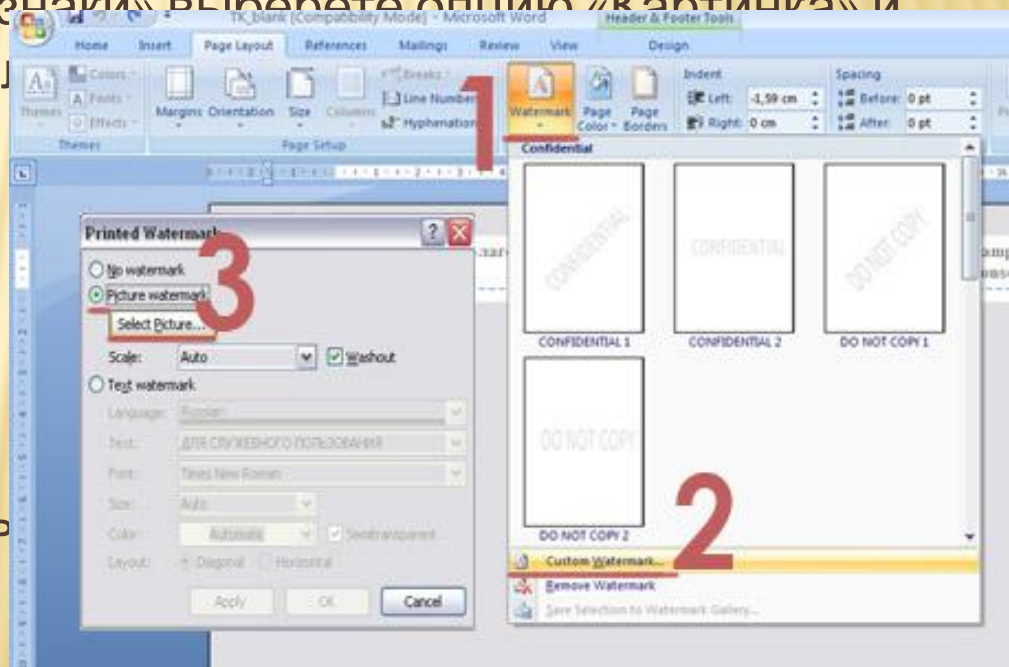 знаки» выберете опцию «Картинка» и
TK_blank [Compatibility Mode] - Microsoft Word
Header & Footer Tools
Home Insert Page Layout References Mailings Review View Design
Themes
Colors
Fonts
Effects
Themes
Margins Orientation Size Columns
Breaks
Line Number
Hyphenation
Page Setup
1
Watermark
Page Color
Page Borders
Indent
Left: -1,59 cm
Right: 0 cm
Spacing
Before: 0 pt
After: 0 pt
Confidential
CONFIDENTIAL
CONFIDENTIAL
DO NOT COPY
CONFIDENTIAL 1
CONFIDENTIAL 2
DO NOT COPY 1
DO NOT COPY
DO NOT COPY 2
2
Custom Watermark...
Remove Watermark
Save Selection to Watermark Gallery...
Printed Watermark
3
No watermark
Picture watermark
Select Picture...
Scale: Auto Washout
Text watermark
Language: Russian
Text: ДЛЯ СЛУЖЕБНОГО ПОЛЬЗОВАНИЯ
Font: Times New Roman
Size: Auto
Color: Automatic Semitransparent
Layout: Diagonal Horizontal
Apply OK Cancel